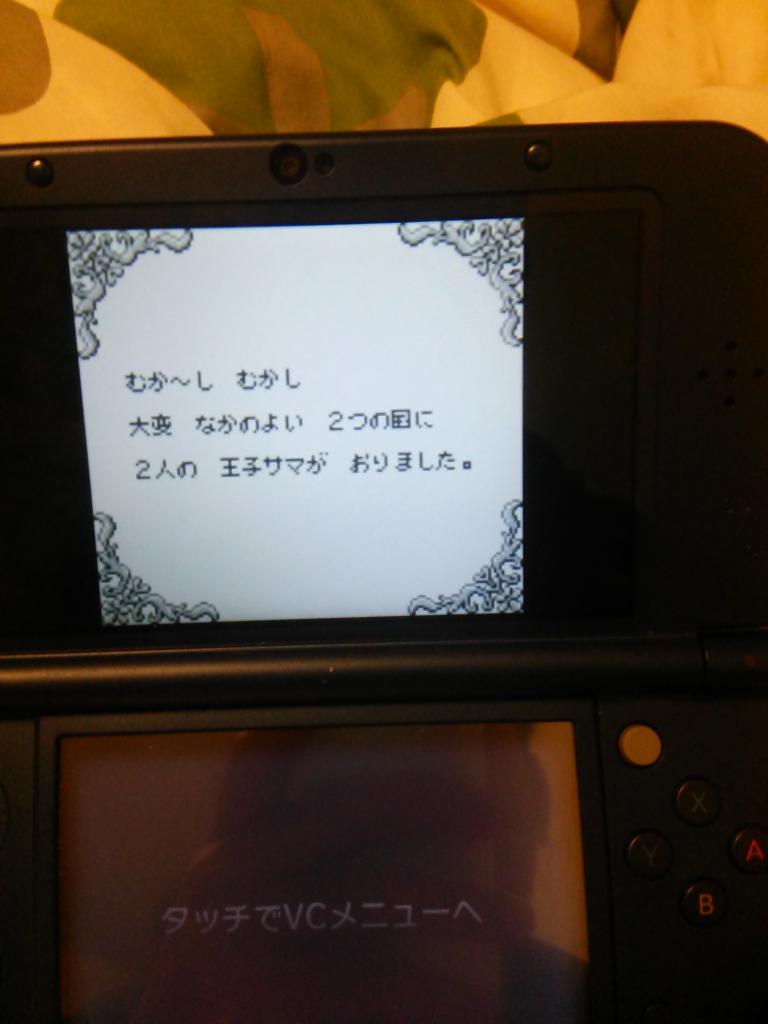 むか～し　むかし
大変　なかのよい　２つの国に
２人の　王子サマが　おりました。
タッチでVCメニューへ
X
Y
A
B